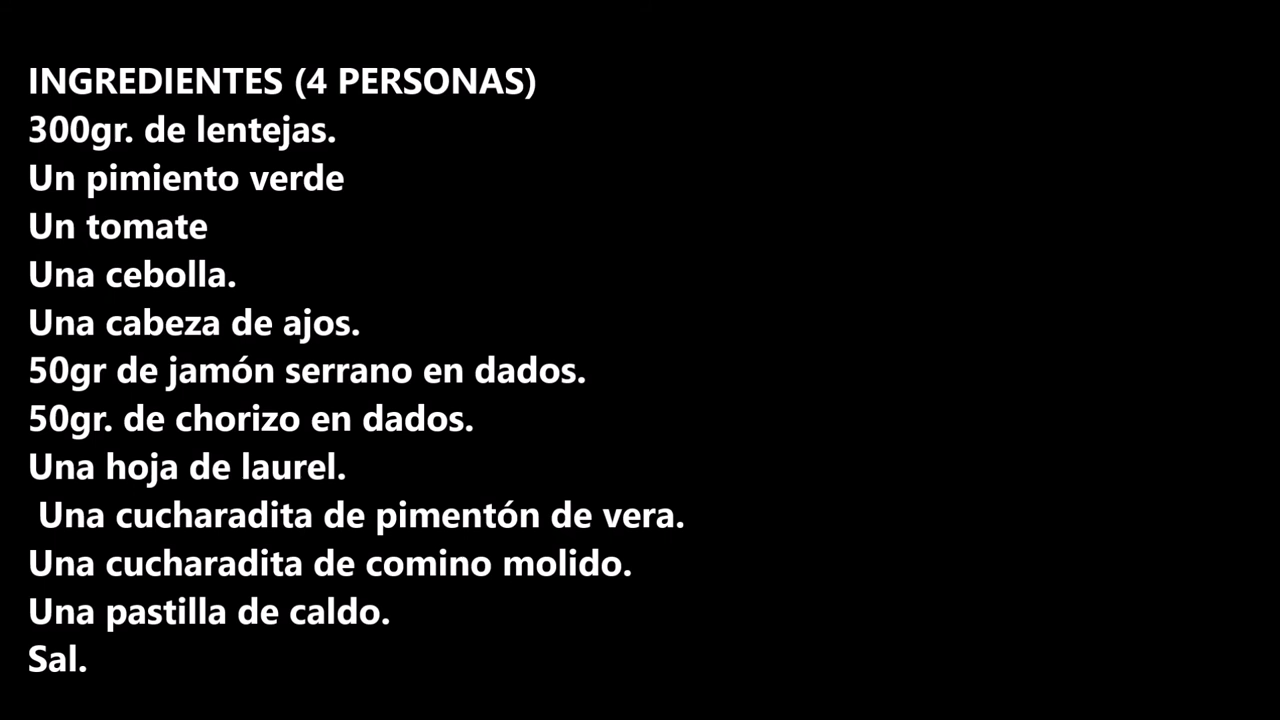 INGREDIENTES (4 PERSONAS)
300gr. de lentejas.
Un pimiento verde
Un tomate
Una cebolla.
Una cabeza de ajos.
50gr de jamón serrano en dados.
50gr. de chorizo en dados.
Una hoja de laurel.
Una cucharadita de pimentón de vera.
Una cucharadita de comino molido.
Una pastilla de caldo.
Sal.